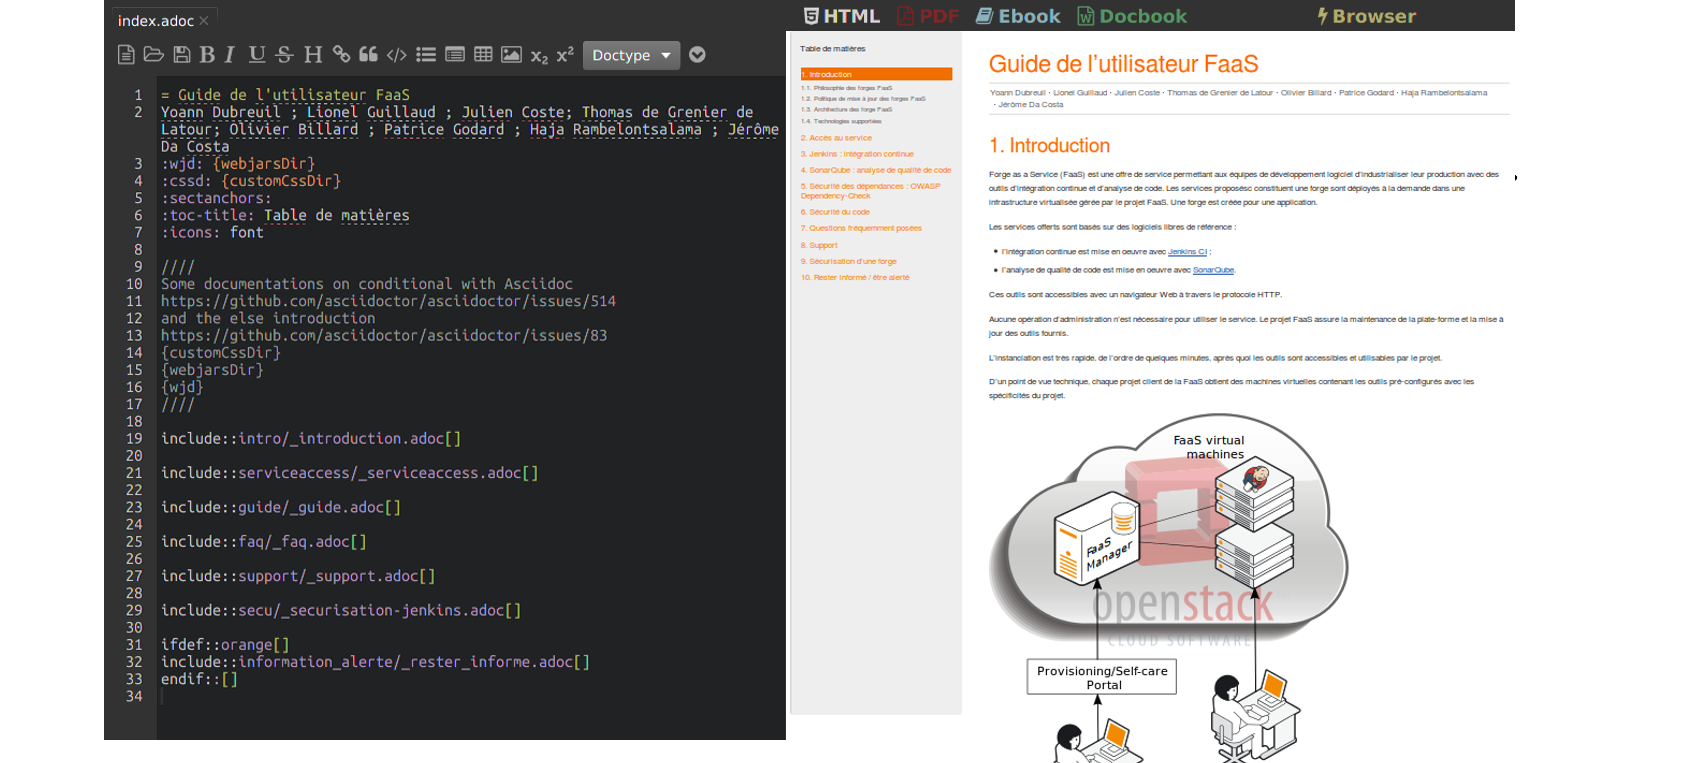 index.adoc ×
B I U S H </> x₂ x² Doctype
1 = Guide de l'utilisateur FaaS
2 Yoann Dubreuil ; Lionel Guillaud ; Julien Coste; Thomas de Grenier de
Latour; Olivier Billard ; Patrice Godard ; Haja Rambelontsalama ; Jérôme
Da Costa
3 :wjd: {webjarsDir}
4 :cssd: {customCssDir}
5 :sectanchors:
6 :toc-title: Table de matières
7 :icons: font
8
9 ////
10 Some documentations on conditional with Asciidoc
11 https://github.com/asciidoctor/asciidoctor/issues/514
12 and the else introduction
13 https://github.com/asciidoctor/asciidoctor/issues/83
14 {customCssDir}
15 {webjarsDir}
16 {wjd}
17 ////
18
19 include::intro/_introduction.adoc[]
20
21 include::serviceaccess/_serviceaccess.adoc[]
22
23 include::guide/_guide.adoc[]
24
25 include::faq/_faq.adoc[]
26
27 include::support/_support.adoc[]
28
29 include::secu/_securisation-jenkins.adoc[]
30
31 ifdef::orange[]
32 include::information_alerte/_rester_informe.adoc[]
33 endif::[]
34
HTML PDF Ebook Docbook Browser
Table de matières
1. Introduction
1.1. Philosophie des forges FaaS
1.2. Politique de mise à jour des forges FaaS
1.3. Architecture des forge FaaS
1.4. Technologies supportées
2. Accès au service
3. Jenkins : intégration continue
4. SonarQube : analyse de qualité de code
5. Sécurité des dépendances : OWASP
Dependency-Check
6. Sécurité du code
7. Questions fréquemment posées
8. Support
9. Sécurisation d'une forge
10. Rester informé / être alerté
Guide de l'utilisateur FaaS
Yoann Dubreuil · Lionel Guillaud · Julien Coste · Thomas de Grenier de Latour · Olivier Billard · Patrice Godard · Haja Rambelontsalama
· Jérôme Da Costa
1. Introduction
Forge as a Service (FaaS) est une offre de service permettant aux équipes de développement logiciel d'industrialiser leur production avec des
outils d'intégration continue et d'analyse de code. Les services proposésc constituent une forge sont déployés à la demande dans une
infrastructure virtualisée gérée par le projet FaaS. Une forge est créée pour une application.
Les services offerts sont basés sur des logiciels libres de référence :
• l'intégration continue est mise en oeuvre avec Jenkins CI ;
• l'analyse de qualité de code est mise en oeuvre avec SonarQube.
Ces outils sont accessibles avec un navigateur Web à travers le protocole HTTP.
Aucune opération d'administration n'est nécessaire pour utiliser le service. Le projet FaaS assure la maintenance de la plate-forme et la mise à
jour des outils fournis.
L'instanciation est très rapide, de l'ordre de quelques minutes, après quoi les outils sont accessibles et utilisables par le projet.
D'un point de vue technique, chaque projet client de la FaaS obtient des machines virtuelles contenant les outils pré-configurés avec les
spécificités du projet.
FaaS virtual
machines
FaaS
Manager
openstack
CLOUD SOFTWARE
Provisioning/Self-care
Portal